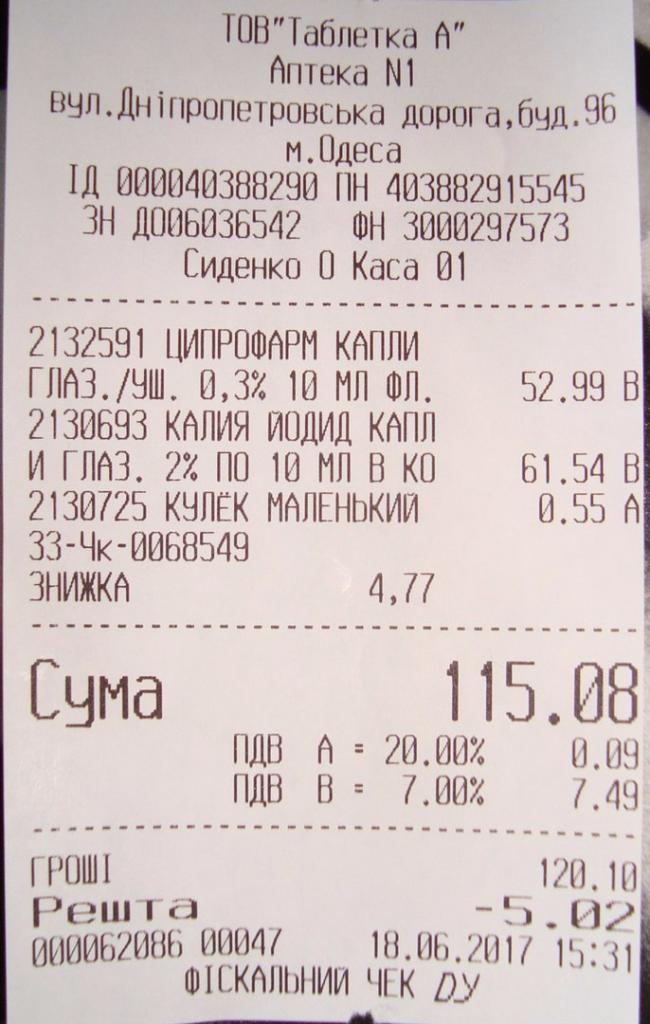 ТОВ"Таблетка А"
Аптека N1
вул.Дніпропетровська дорога,буд.96
м.Одеса
ІД 000040388290 ПН 403882915545
ЗН ДО06036542 ФН 3000297573
Сиденко О Каса 01
2132591 ЦИПРОФАРМ КАПЛИ
ГЛАЗ./УШ. 0,3% 10 МЛ ФЛ. 52.99 В
2130693 КАЛИЯ ЙОДИД КАПЛ
И ГЛАЗ. 2% ПО 10 МЛ В КО 61.54 В
2130725 КУЛЁК МАЛЕНЬКИЙ 0.55 А
33-Чк-0068549
ЗНИЖКА 4,77
Сума 115.08
ПДВ А = 20.00% 0.09
ПДВ В = 7.00% 7.49
ГРОШІ 120.10
Решта -5.02
000062086 00047 18.06.2017 15:31
ФІСКАЛЬНИЙ ЧЕК DУ